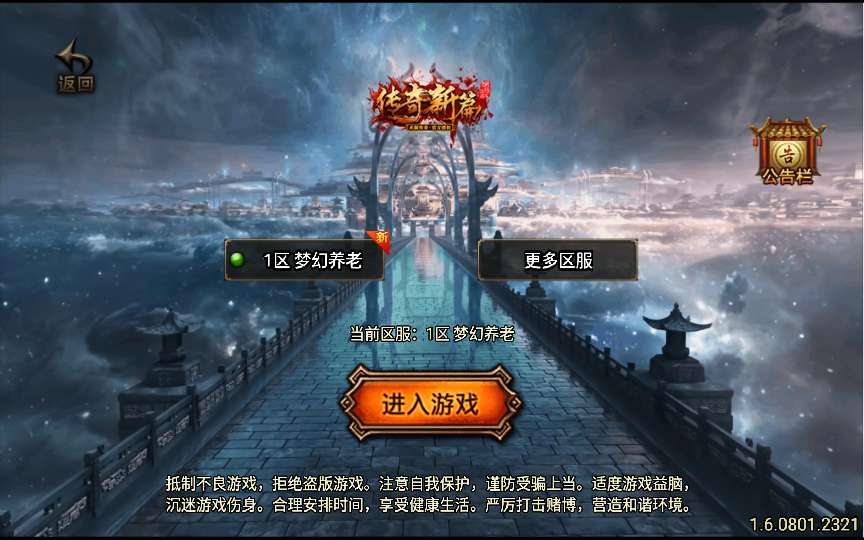 返回
传奇新篇
公告栏
新
1区 梦幻养老
更多区服
当前区服：1区 梦幻养老
进入游戏
抵制不良游戏，拒绝盗版游戏。注意自我保护，谨防受骗上当。适度游戏益脑，
沉迷游戏伤身。合理安排时间，享受健康生活。严厉打击赌博，营造和谐环境。
1.6.0801.2321